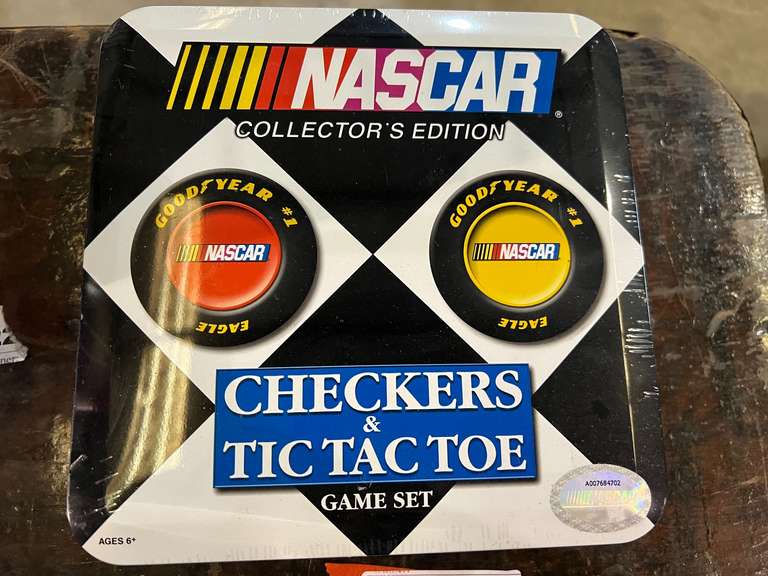 NASCAR®
COLLECTOR'S EDITION
GOODYEAR #1
NASCAR
EAGLE
GOODYEAR #1
NASCAR
EAGLE
CHECKERS
&
TIC TAC TOE
GAME SET
A007684702
NASCAR
AGES 6+